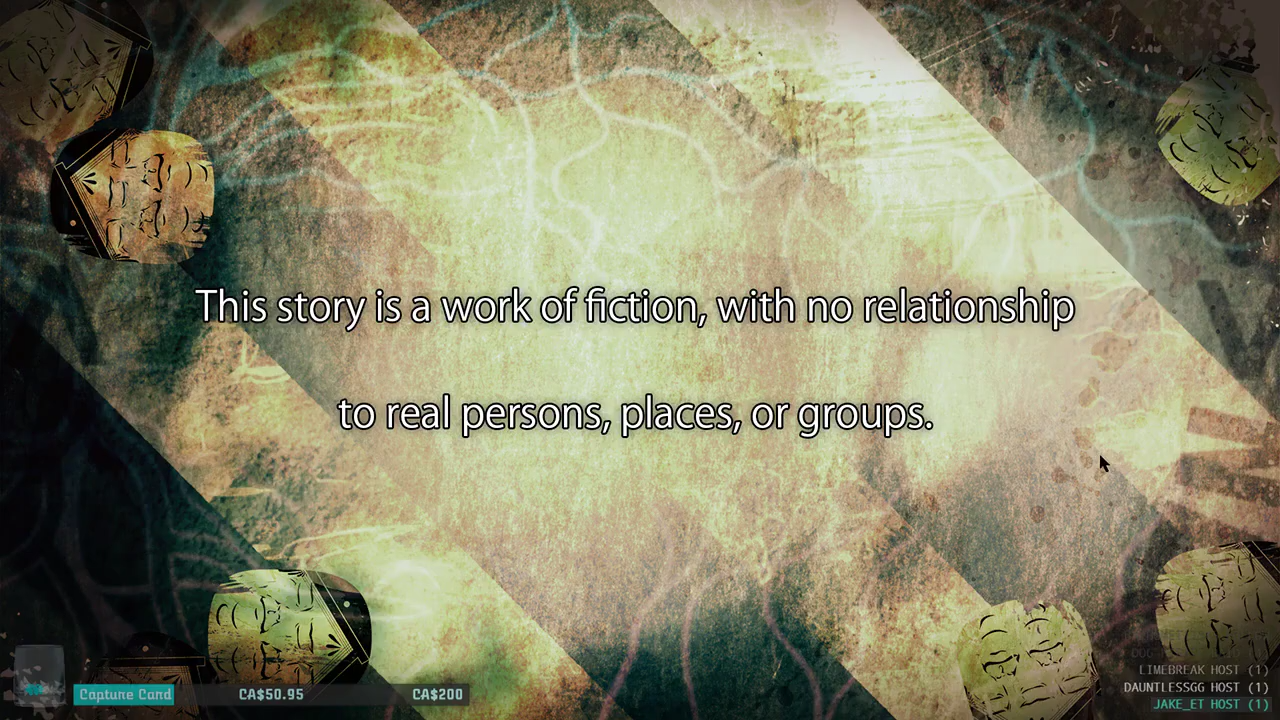 This story is a work of fiction, with no relationship
to real persons, places, or groups.
LIMEBREAK HOST (1)
DAUNTLESSGG HOST (1)
JAKE_ET HOST (1)
Capture Card CA$50.95 CA$200